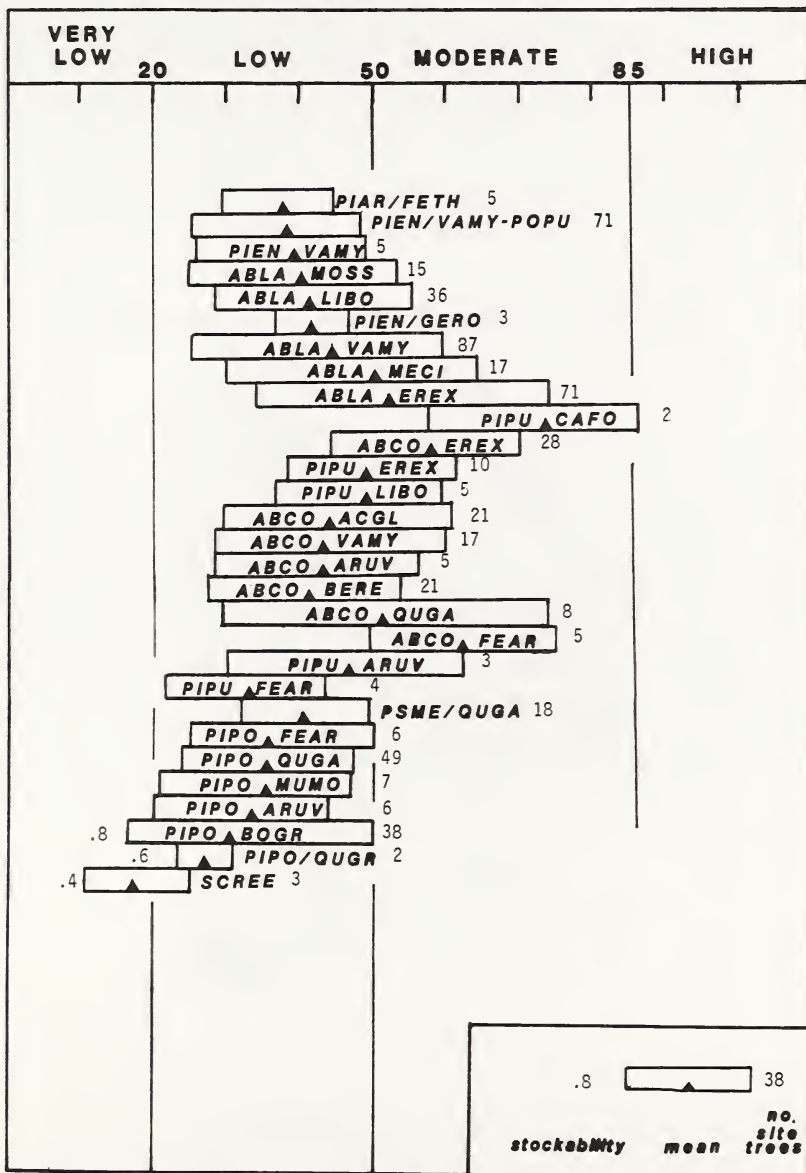 VERY LOW LOW MODERATE HIGH
20 50 85
PIAR/FETH 5
PIEN/VAMY-POPU 71
PIEN VAMY 5
ABLA MOSS 15
ABLA LIBO 36
PIEN/GERO 3
ABLA VAMY 87
ABLA MECI 17
ABLA EREX 71
PIPU CAFO 2
ABCO EREX 28
PIPU EREX 10
PIPU LIBO 5
ABCO ACGL 21
ABCO VAMY 17
ABCO ARUV 5
ABCO BERE 21
ABCO QUGA 8
ABCO FEAR 5
PIPU ARUV 3
PIPU FEAR 4
PSME/QUGA 18
PIPO FEAR 6
PIPO QUGA 49
PIPO MUMO 7
PIPO ARUV 6
.8 PIPO BOGR 38
.6 PIPO/QUGR 2
.4 SCREE 3
.8 38
stockability mean no. site trees